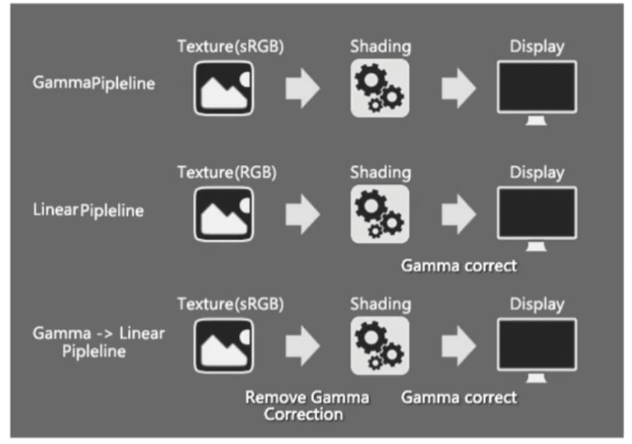 Texture(sRGB) Shading Display
GammaPipleline
Texture(RGB) Shading Display
LinearPipleline
Gamma correct
Texture(sRGB) Shading Display
Gamma -> Linear
Pipleline
Remove Gamma Gamma correct
Correction